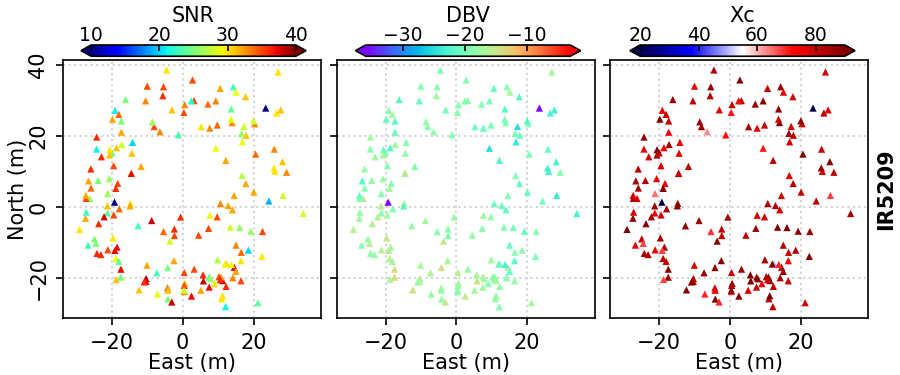 SNR DBV Xc
10 20 30 40 −30 −20 −10 20 40 60 80
40
20
0
−20
North (m)
−20 0 20 −20 0 20 −20 0 20
East (m) East (m) East (m)
IR5209